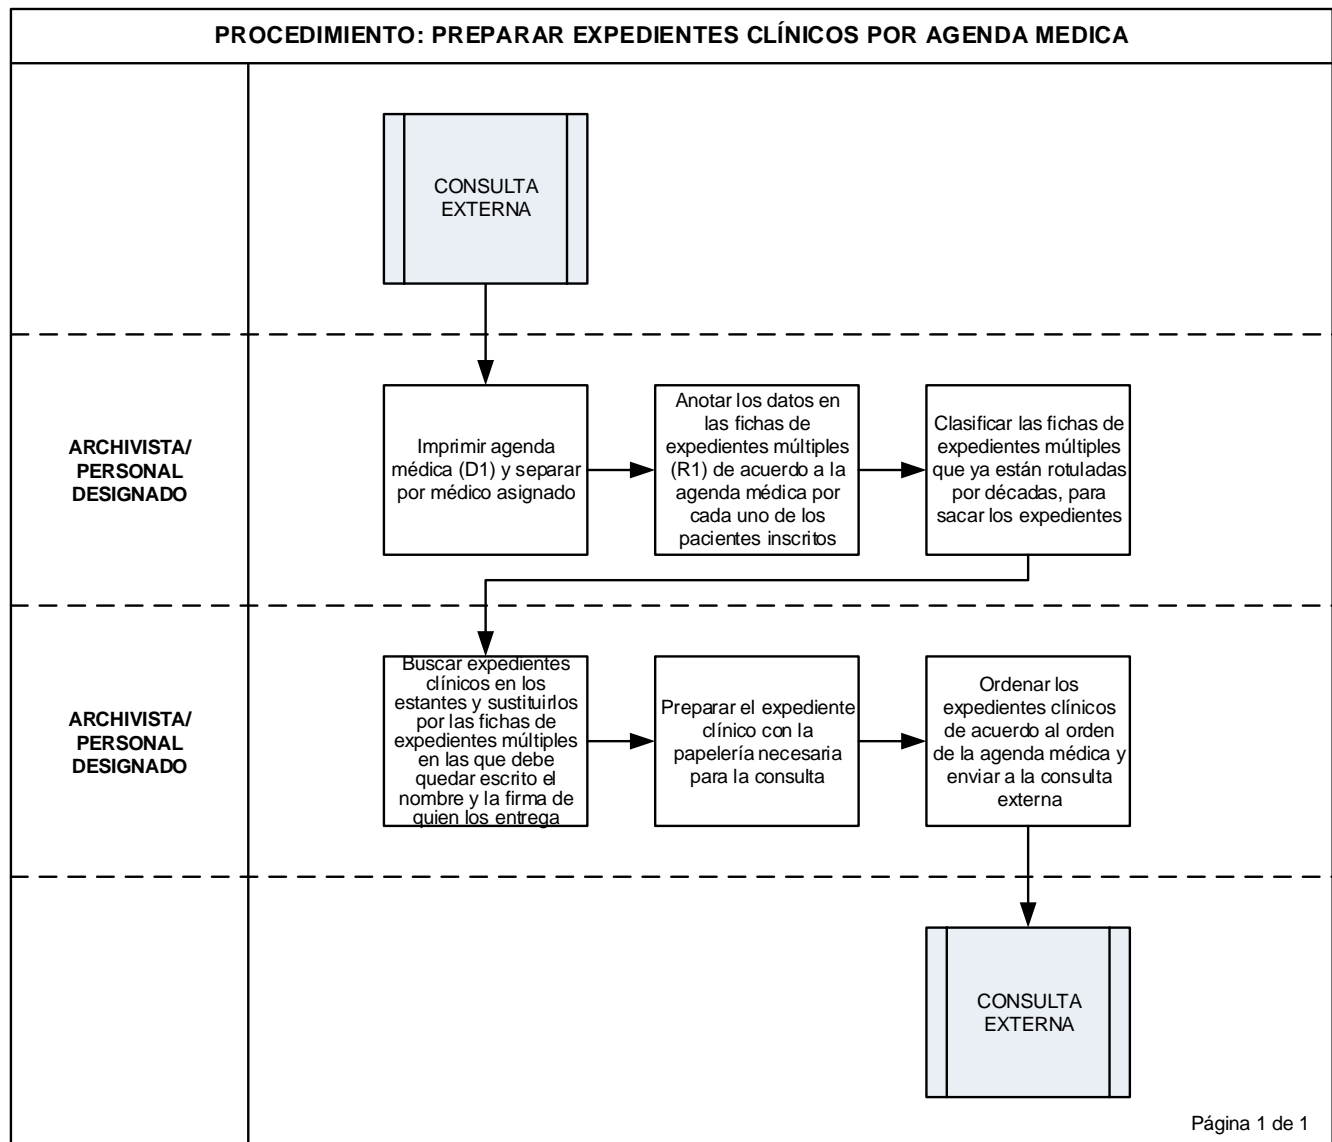 PROCEDIMIENTO: PREPARAR EXPEDIENTES CLÍNICOS POR AGENDA MEDICA
CONSULTA
EXTERNA
ARCHIVISTA/
PERSONAL
DESIGNADO
Imprimir agenda
médica (D1) y separar
por médico asignado
Anotar los datos en
las fichas de
expedientes múltiples
(R1) de acuerdo a la
agenda médica por
cada uno de los
pacientes inscritos
Clasificar las fichas de
expedientes múltiples
que ya están rotuladas
por décadas, para
sacar los expedientes
ARCHIVISTA/
PERSONAL
DESIGNADO
Buscar expedientes
clínicos en los
estantes y sustituirlos
por las fichas de
expedientes múltiples
en las que debe
quedar escrito el
nombre y la firma de
quien los entrega
Preparar el expediente
clínico con la
papelería necesaria
para la consulta
Ordenar los
expedientes clínicos
de acuerdo al orden
de la agenda médica y
enviar a la consulta
externa
CONSULTA
EXTERNA
Página 1 de 1